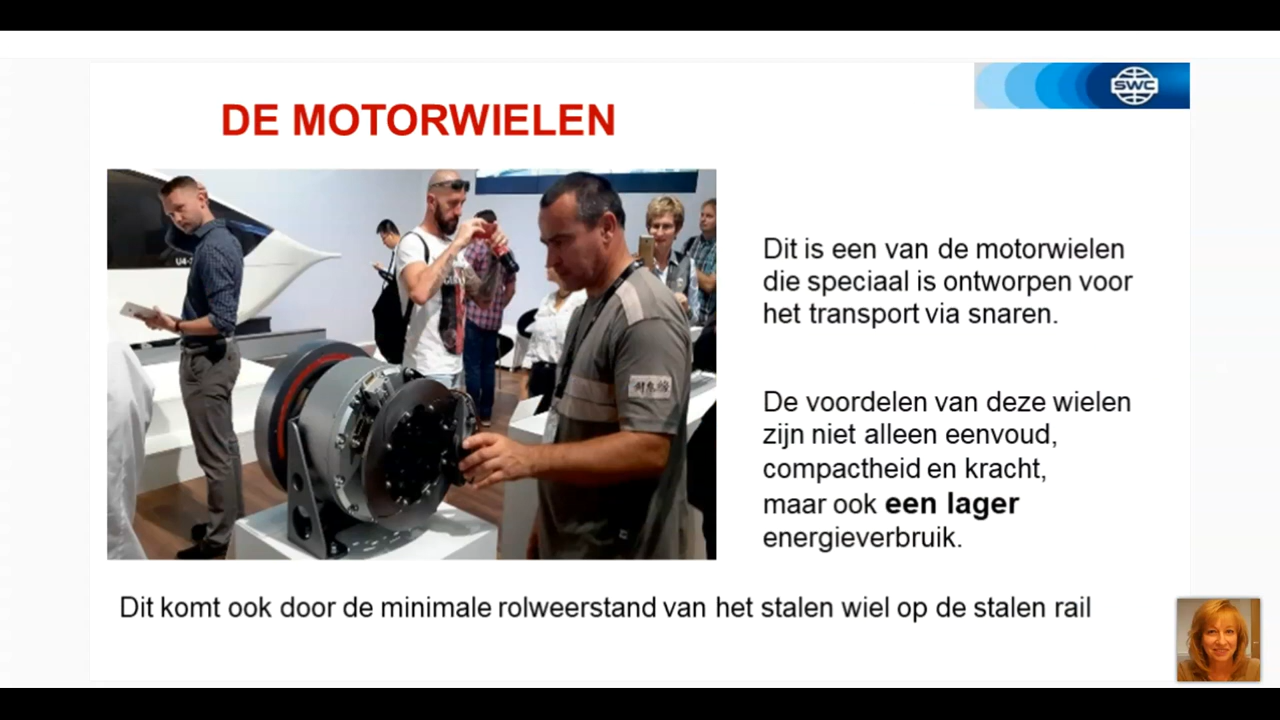 SWC
DE MOTORWIELEN
U4-
Dit is een van de motorwielen
die speciaal is ontworpen voor
het transport via snaren.
De voordelen van deze wielen
zijn niet alleen eenvoud,
compactheid en kracht,
maar ook een lager
energieverbruik.
Dit komt ook door de minimale rolweerstand van het stalen wiel op de stalen rail